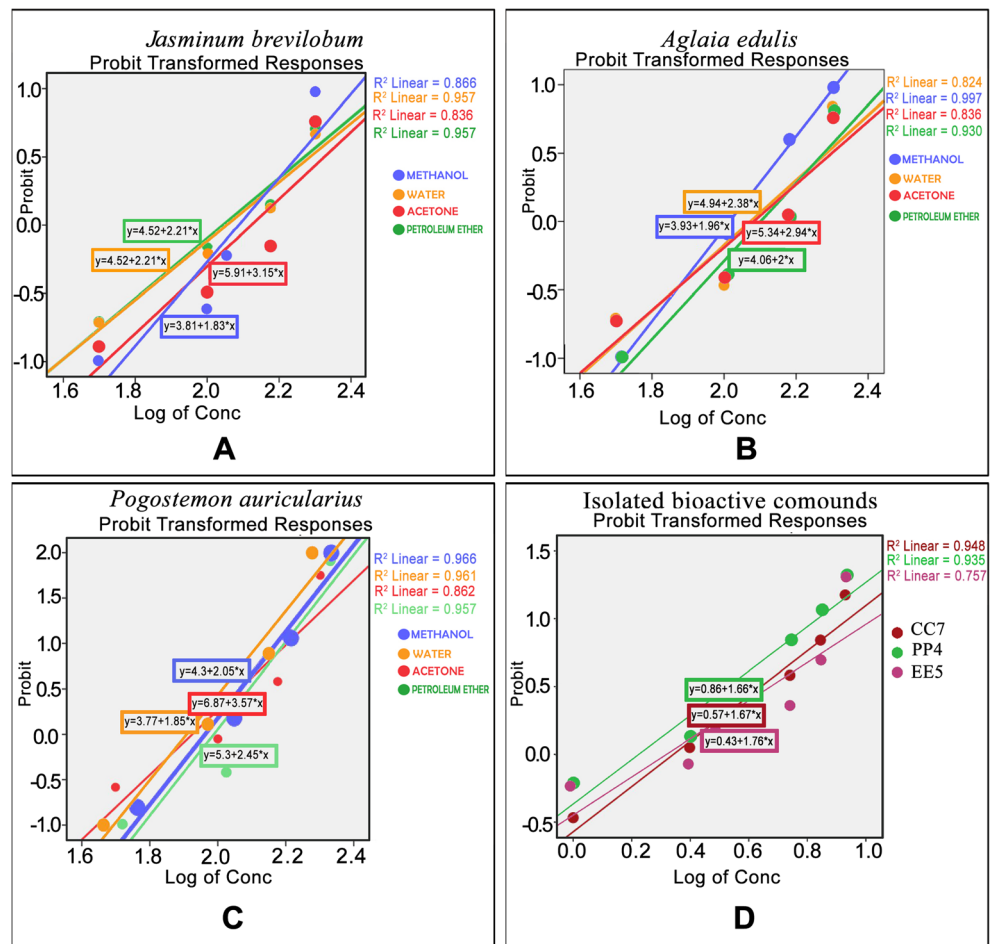 Jasminum brevilobum
Probit Transformed Responses
R² Linear = 0.866
R² Linear = 0.957
R² Linear = 0.836
R² Linear = 0.957
METHANOL
WATER
ACETONE
PETROLEUM ETHER
y=4.52+2.21*x
y=4.52+2.21*x
y=5.91+3.15*x
y=3.81+1.83*x
Probit
1.0
0.5
0.0
-0.5
-1.0
1.6 1.8 2.0 2.2 2.4
Log of Conc
A
Aglaia edulis
Probit Transformed Responses
R² Linear = 0.824
R² Linear = 0.997
R² Linear = 0.836
R² Linear = 0.930
METHANOL
WATER
ACETONE
PETROLEUM ETHER
y=4.94+2.38*x
y=3.93+1.96*x
y=5.34+2.94*x
y=4.06+2*x
Probit
1.0
0.5
0.0
-0.5
-1.0
1.6 1.8 2.0 2.2 2.4
Log of Conc
B
Pogostemon auricularius
Probit Transformed Responses
R² Linear = 0.966
R² Linear = 0.961
R² Linear = 0.862
R² Linear = 0.957
METHANOL
WATER
ACETONE
PETROLEUM ETHER
y=4.3+2.05*x
y=6.87+3.57*x
y=3.77+1.85*x
y=5.3+2.45*x
Probit
2.0
1.5
1.0
0.5
0.0
-0.5
-1.0
1.6 1.8 2.0 2.2 2.4
Log of Conc
C
Isolated bioactive comounds
Probit Transformed Responses
R² Linear = 0.948
R² Linear = 0.935
R² Linear = 0.757
CC7
PP4
EE5
y=0.86+1.66*x
y=0.57+1.67*x
y=0.43+1.76*x
Probit
1.5
1.0
0.5
0.0
-0.5
0.0 0.2 0.4 0.6 0.8 1.0
Log of Conc
D